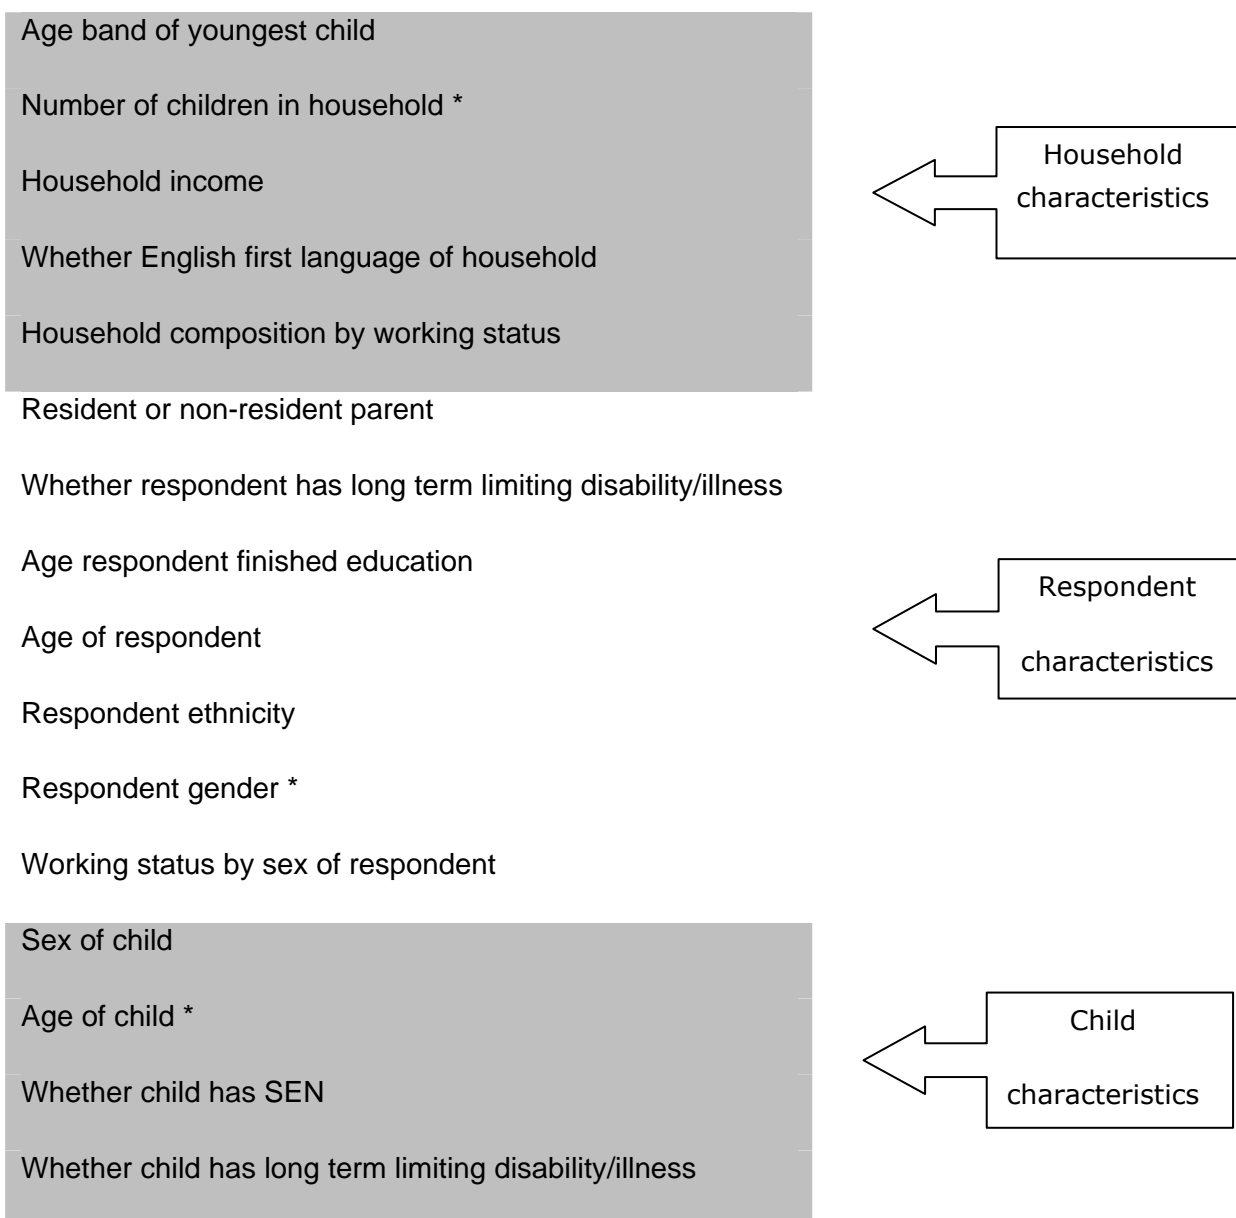 Age band of youngest child
Number of children in household *
Household income
Whether English first language of household
Household composition by working status
Household
characteristics
Resident or non-resident parent
Whether respondent has long term limiting disability/illness
Age respondent finished education
Age of respondent
Respondent ethnicity
Respondent gender *
Working status by sex of respondent
Respondent
characteristics
Sex of child
Age of child *
Whether child has SEN
Whether child has long term limiting disability/illness
Child
characteristics